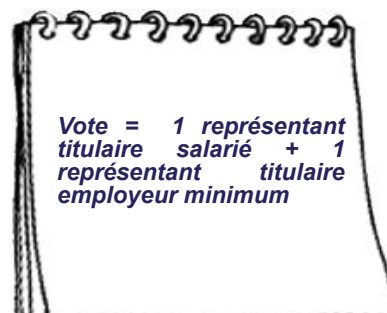 Vote = 1 représentant
titulaire salarié + 1
représentant titulaire
employeur minimum